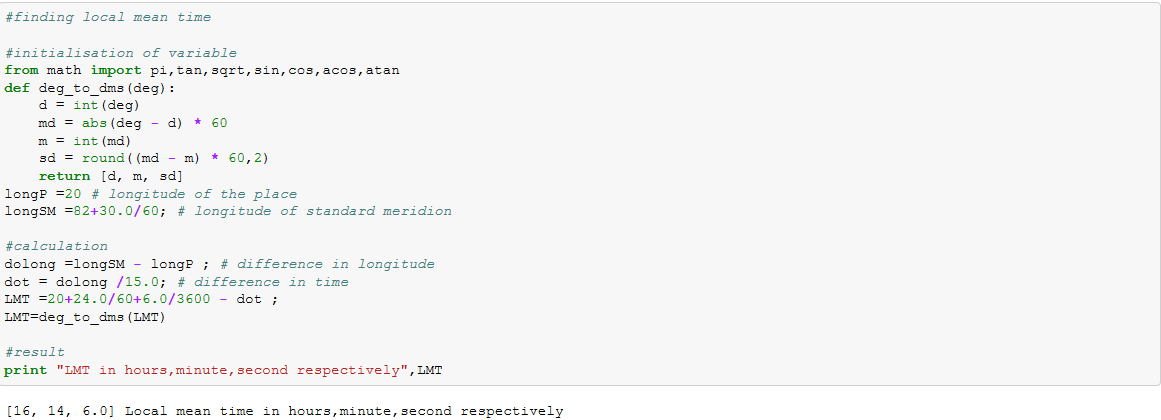 #finding local mean time
#initialisation of variable
from math import pi,tan,sqrt,sin,cos,acos,atan
def deg_to_dms(deg):
    d = int(deg)
    md = abs(deg - d) * 60
    m = int(md)
    sd = round((md - m) * 60,2)
    return [d, m, sd]
longP =20 # longitude of the place
longSM =82+30.0/60; # longitude of standard meridion
#calculation
dolong =longSM - longP ; # difference in longitude
dot = dolong /15.0; # difference in time
LMT =20+24.0/60+6.0/3600 - dot ;
LMT=deg_to_dms(LMT)
#result
print "LMT in hours,minute,second respectively",LMT
[16, 14, 6.0] Local mean time in hours,minute,second respectively